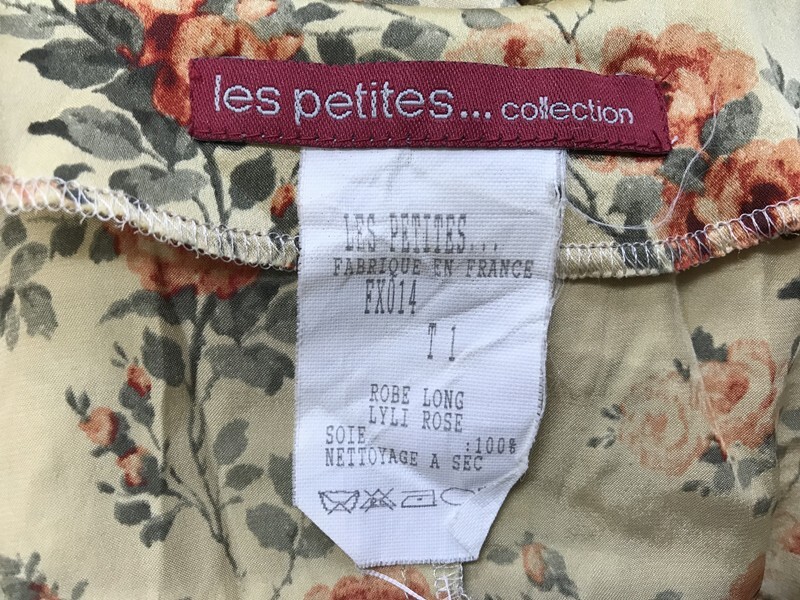 les petites... collection
LES PETITES...
FABRIQUE EN FRANCE
FX014
T 1
ROBE LONG
LYLI ROSE
SOIE :100%
NETTOYAGE A SEC